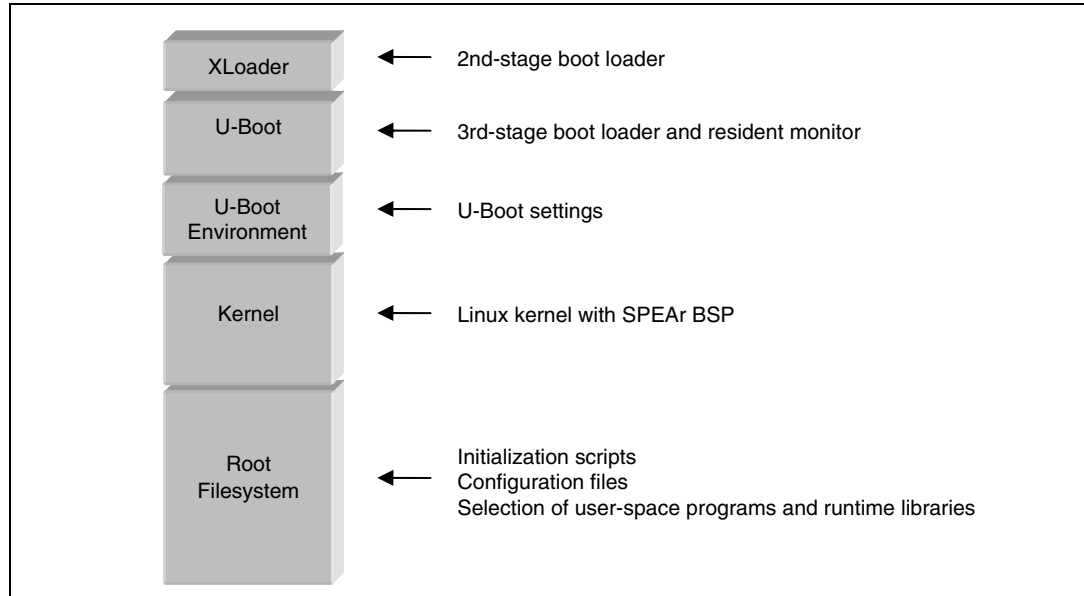 XLoader
2nd-stage boot loader
U-Boot
3rd-stage boot loader and resident monitor
U-Boot
Environment
U-Boot settings
Kernel
Linux kernel with SPEAr BSP
Root
Filesystem
Initialization scripts
Configuration files
Selection of user-space programs and runtime libraries